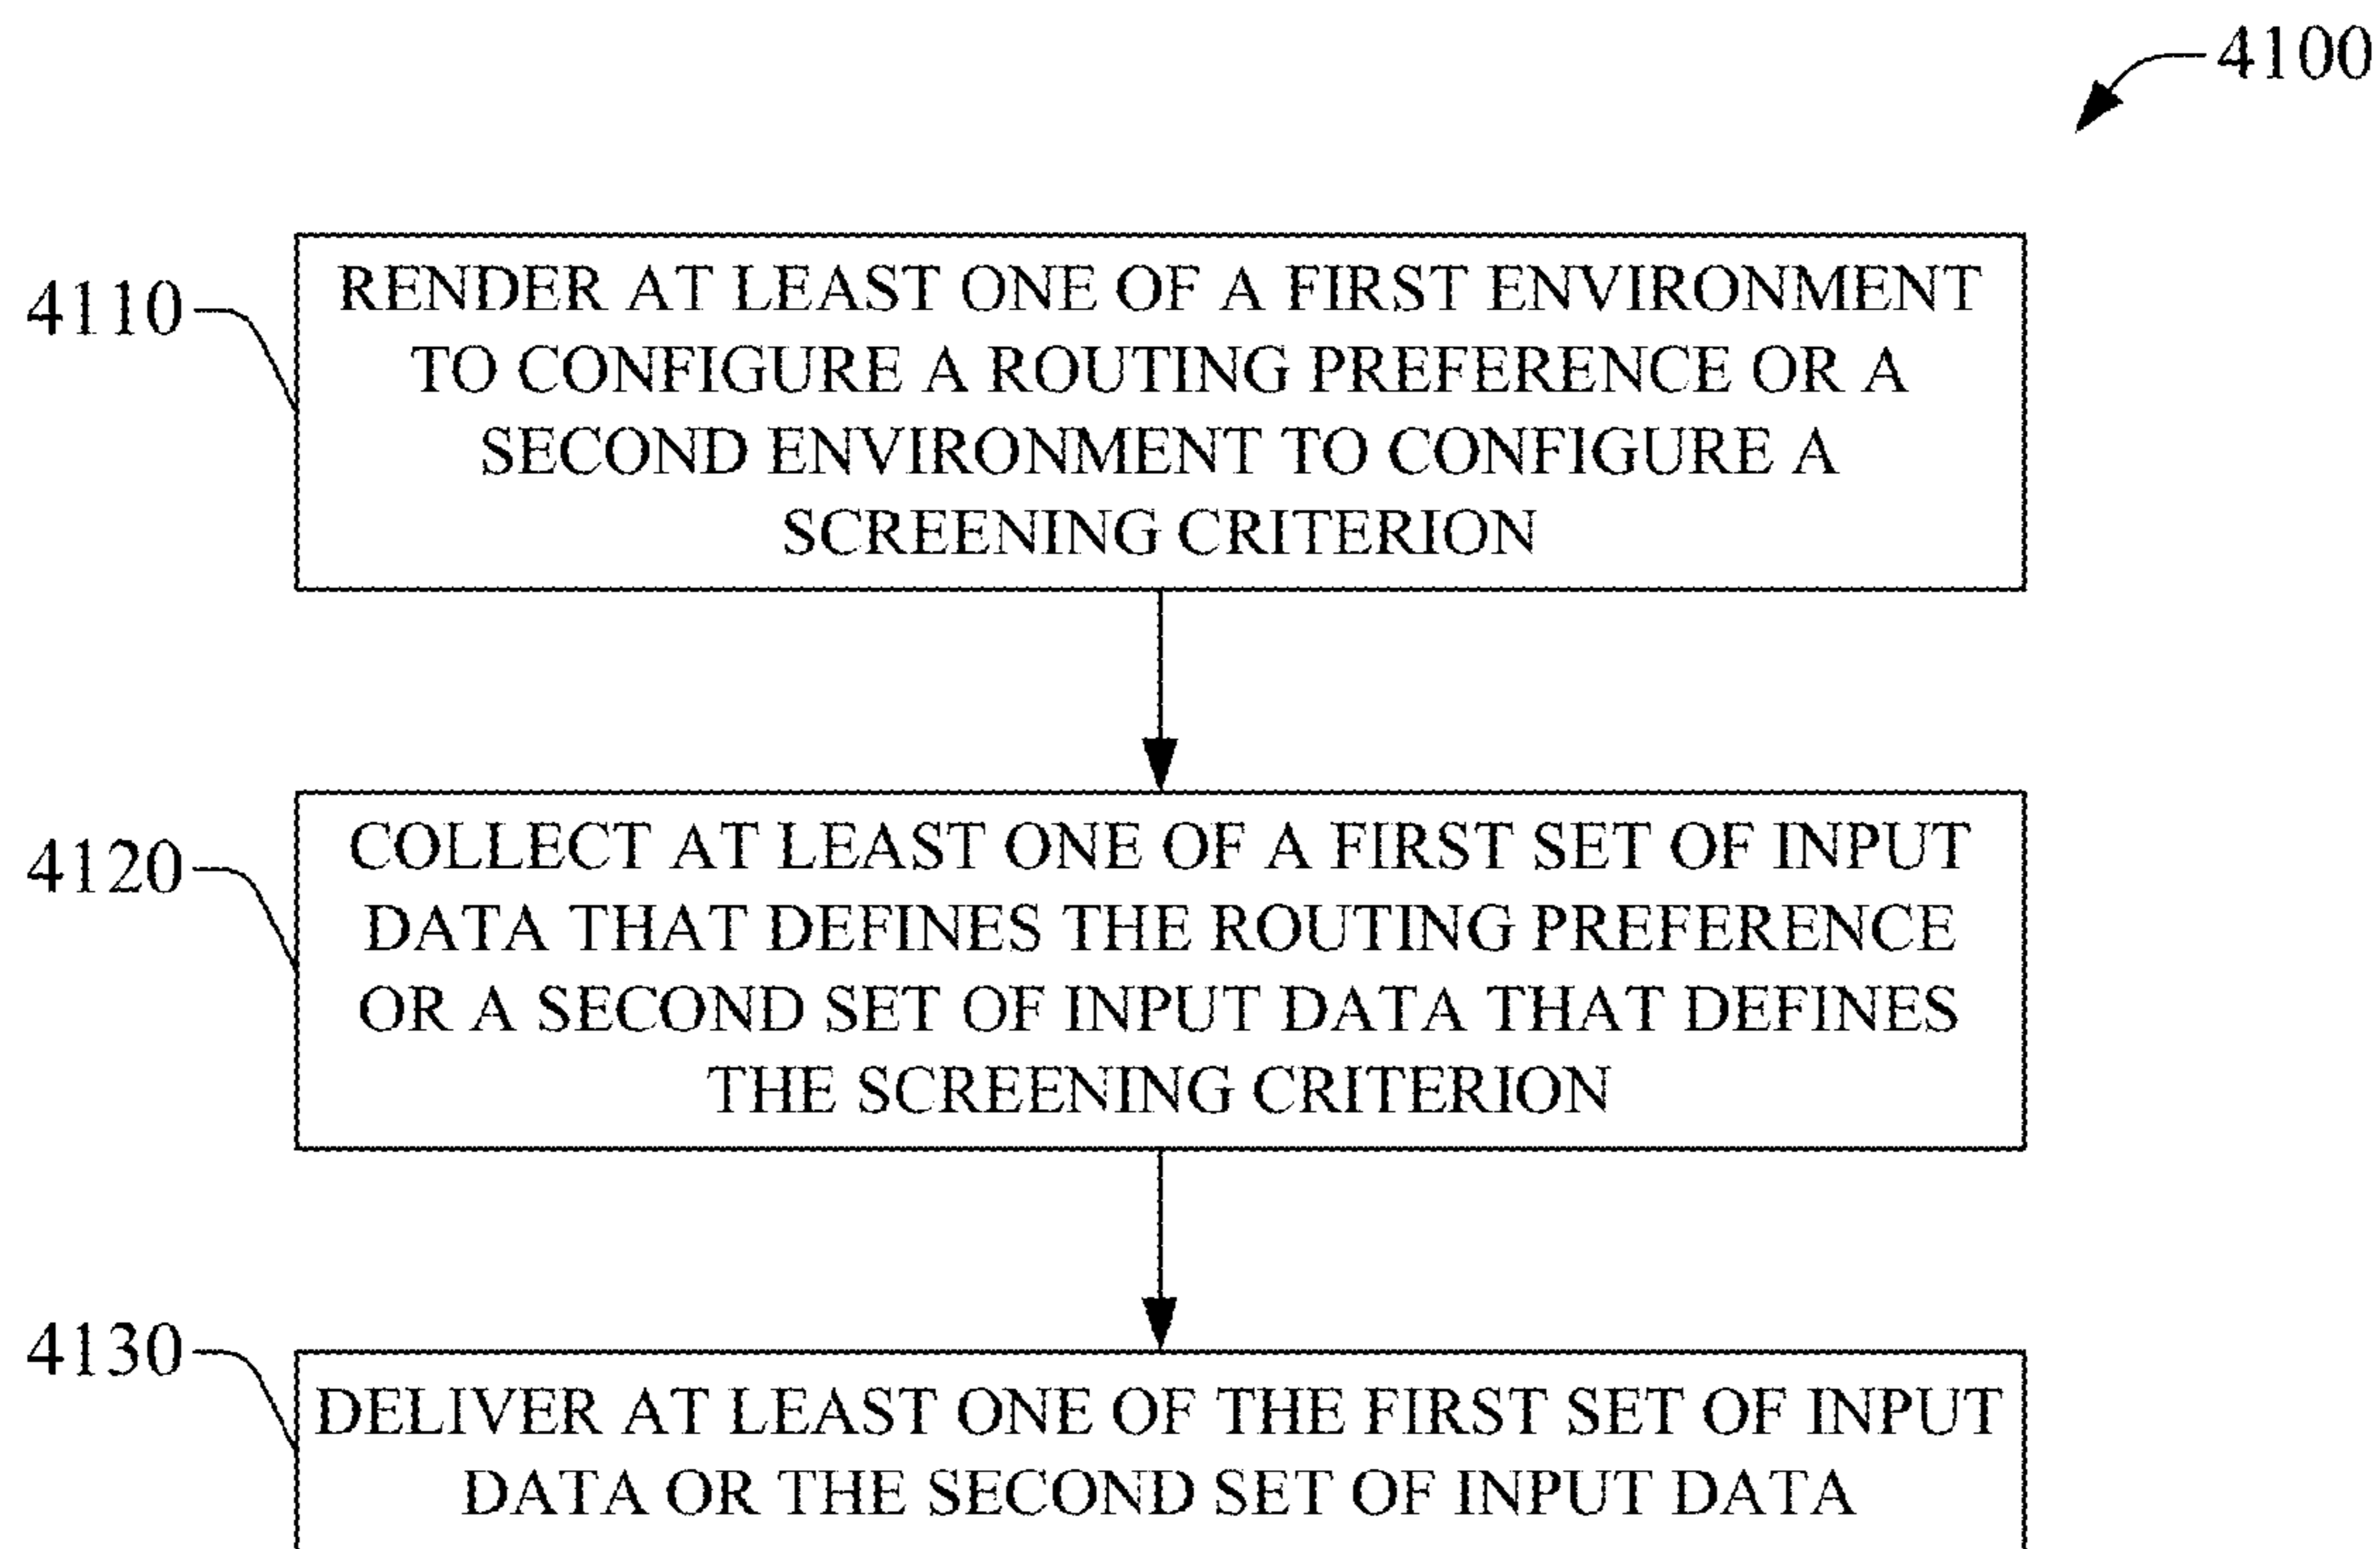 4100
4110
RENDER AT LEAST ONE OF A FIRST ENVIRONMENT
TO CONFIGURE A ROUTING PREFERENCE OR A
SECOND ENVIRONMENT TO CONFIGURE A
SCREENING CRITERION
4120
COLLECT AT LEAST ONE OF A FIRST SET OF INPUT
DATA THAT DEFINES THE ROUTING PREFERENCE
OR A SECOND SET OF INPUT DATA THAT DEFINES
THE SCREENING CRITERION
4130
DELIVER AT LEAST ONE OF THE FIRST SET OF INPUT
DATA OR THE SECOND SET OF INPUT DATA